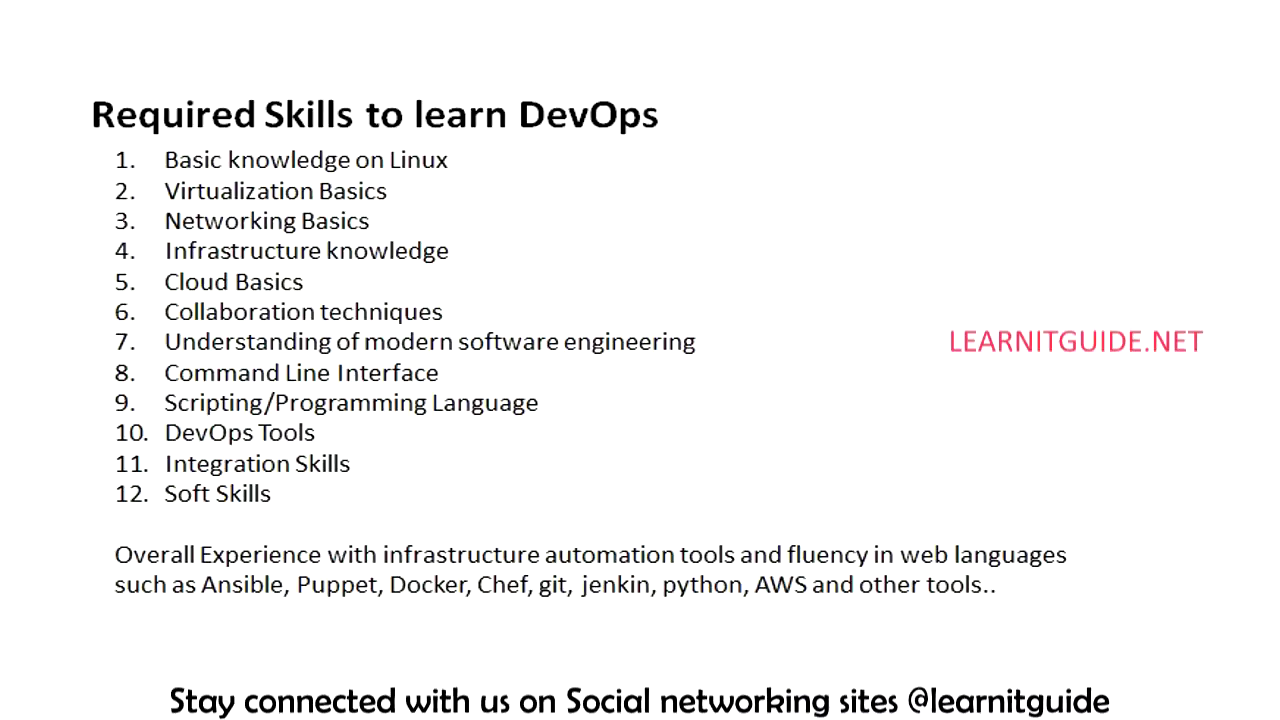 Required Skills to learn DevOps
1. Basic knowledge on Linux
2. Virtualization Basics
3. Networking Basics
4. Infrastructure knowledge
5. Cloud Basics
6. Collaboration techniques
7. Understanding of modern software engineering
LEARNITGUIDE.NET
8. Command Line Interface
9. Scripting/Programming Language
10. DevOps Tools
11. Integration Skills
12. Soft Skills
Overall Experience with infrastructure automation tools and fluency in web languages
such as Ansible, Puppet, Docker, Chef, git, jenkin, python, AWS and other tools..
Stay connected with us on Social networking sites @learnitguide